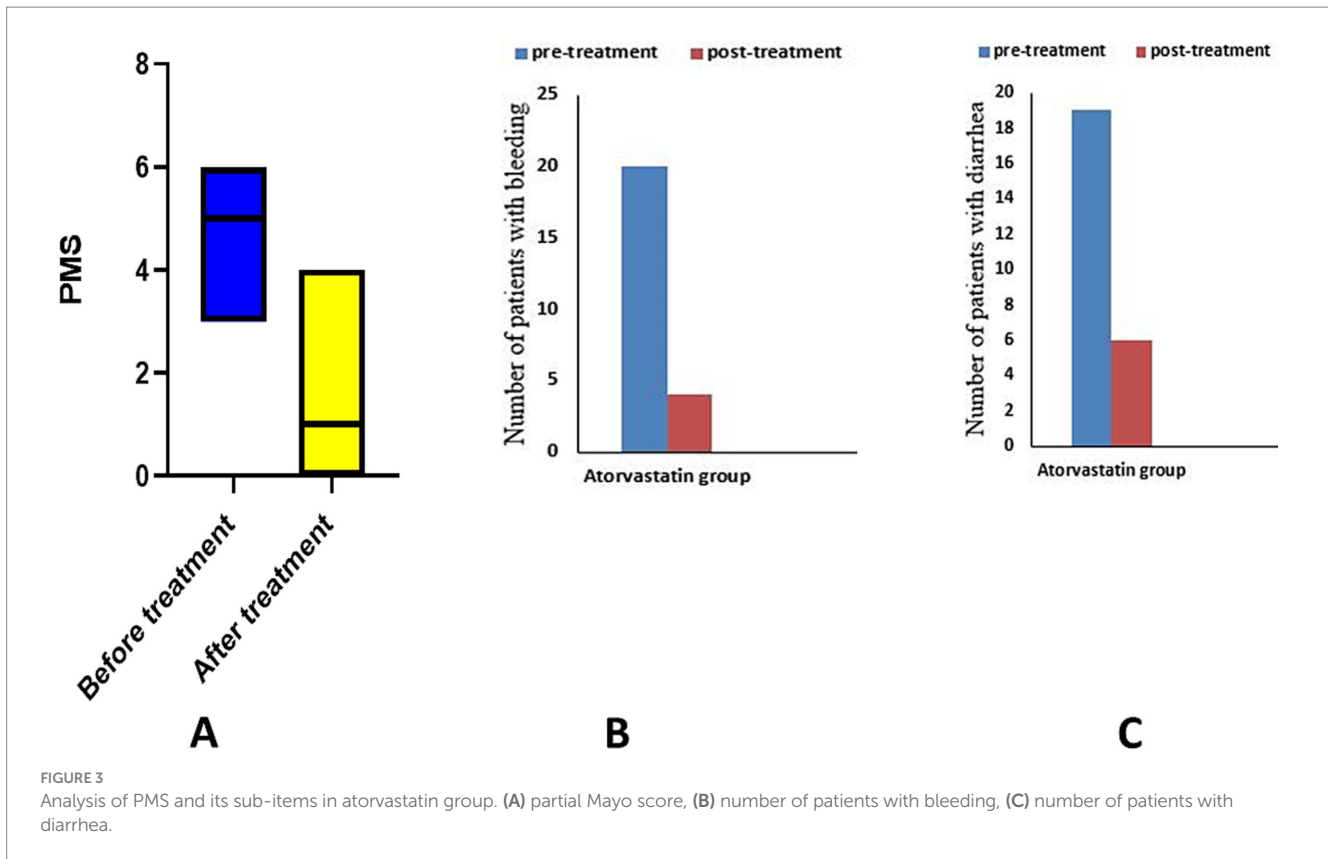 8
6
4
2
0
PMS
Before treatment
After treatment
A
pre-treatment post-treatment
Number of patients with bleeding
25
20
15
10
5
0
Atorvastatin group
B
pre-treatment post-treatment
Number of patients with diarrhea
20
18
16
14
12
10
8
6
4
2
0
Atorvastatin group
C
FIGURE 3
Analysis of PMS and its sub-items in atorvastatin group. (A) partial Mayo score, (B) number of patients with bleeding, (C) number of patients with
diarrhea.